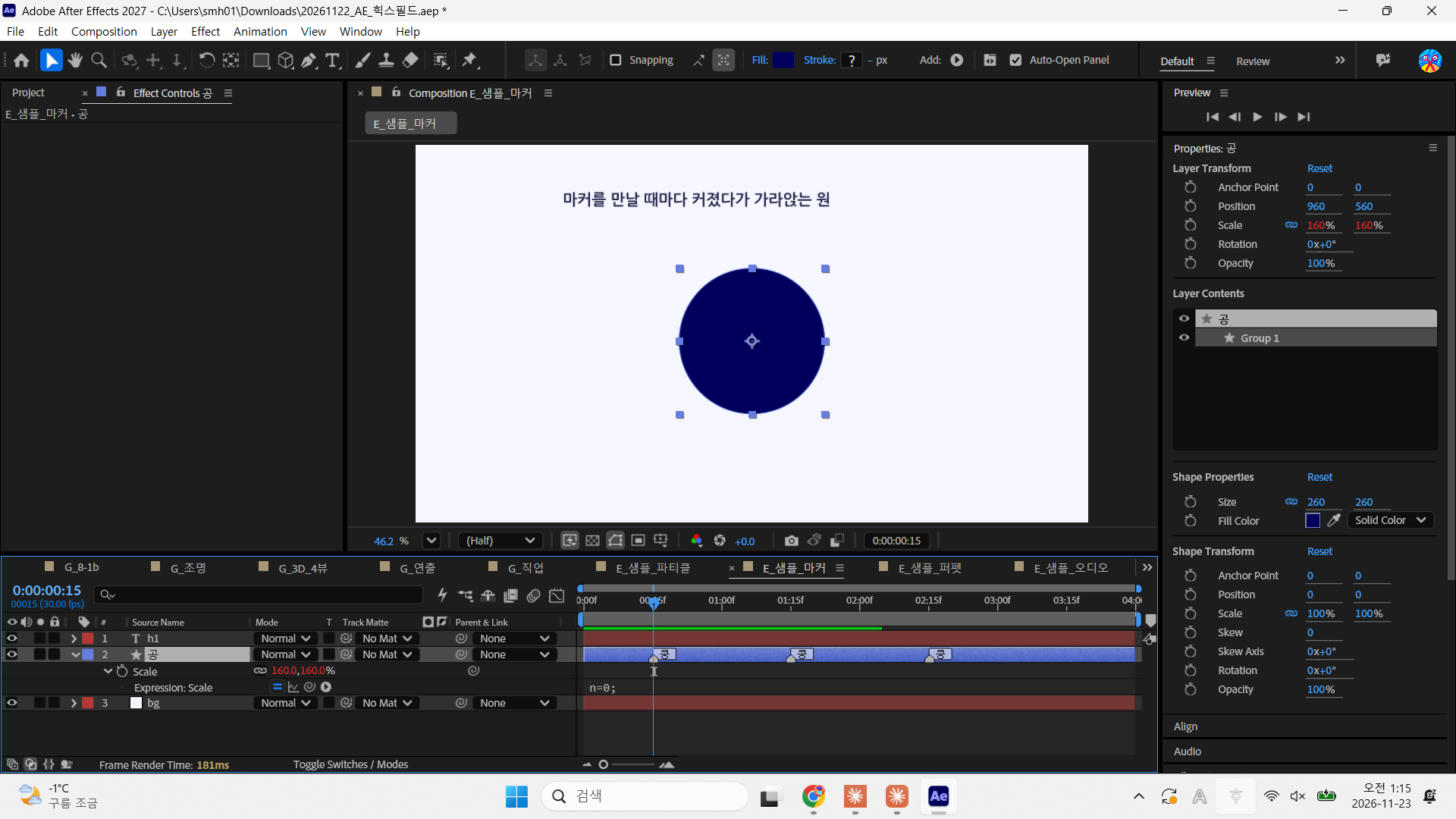 Adobe After Effects 2027 - C:\Users\smh01\Downloads\20261122_AE_힉스필드.aep *
File Edit Composition Layer Effect Animation View Window Help
Snapping Fill: Stroke: ? - px Add: Auto-Open Panel Default Review
Project Effect Controls 공
E_샘플_마커 • 공
Composition E_샘플_마커
E_샘플_마커
마커를 만날 때마다 커졌다가 가라앉는 원
46.2 % (Half) +0.0 0:00:00:15
Preview
Properties: 공
Layer Transform Reset
Anchor Point 0 0
Position 960 560
Scale 160% 160%
Rotation 0x+0°
Opacity 100%
Layer Contents
공
Group 1
Shape Properties Reset
Size 260 260
Fill Color Solid Color
Shape Transform Reset
Anchor Point 0 0
Position 0 0
Scale 100% 100%
Skew 0
Skew Axis 0x+0°
Rotation 0x+0°
Opacity 100%
Align
Audio
G_8-1b G_조명 G_3D_4뷰 G_연출 G_직업 E_샘플_파티클 E_샘플_마커 E_샘플_퍼펫 E_샘플_오디오
0:00:00:15
00015 (30.00 fps)
01:00f 01:15f 02:00f 02:15f 03:00f 03:15f
# Source Name Mode T Track Matte Parent & Link
1 T h1 Normal No Mat None
2 공 Normal No Mat None 쿵 쿵 쿵
Scale 160.0,160.0%
Expression: Scale n=0;
3 bg Normal No Mat None
Frame Render Time: 181ms Toggle Switches / Modes
-1°C
구름 조금
검색
Ae
오전 1:15
2026-11-23